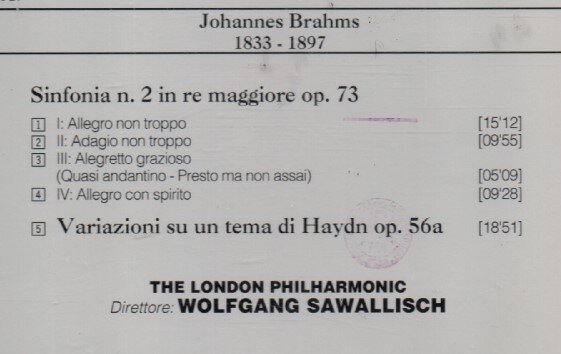 Johannes Brahms
1833 - 1897
Sinfonia n. 2 in re maggiore op. 73
1 I: Allegro non troppo [15'12]
2 II: Adagio non troppo [09'55]
3 III: Alegretto grazioso
(Quasi andantino - Presto ma non assai) [05'09]
4 IV: Allegro con spirito [09'28]
5 Variazioni su un tema di Haydn op. 56a [18'51]
THE LONDON PHILHARMONIC
Direttore: WOLFGANG SAWALLISCH